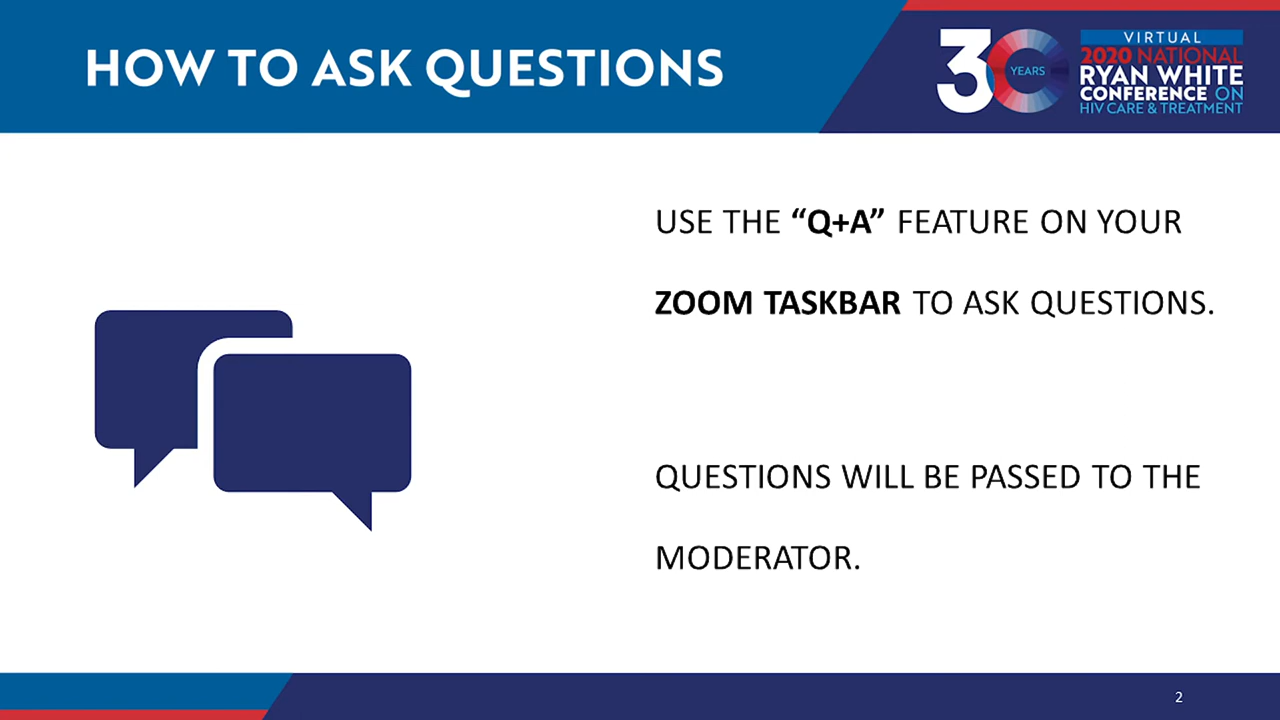 HOW TO ASK QUESTIONS
30 YEARS
VIRTUAL
2020 NATIONAL
RYAN WHITE
CONFERENCE ON
HIV CARE & TREATMENT
USE THE “Q+A” FEATURE ON YOUR
ZOOM TASKBAR TO ASK QUESTIONS.
QUESTIONS WILL BE PASSED TO THE
MODERATOR.
2